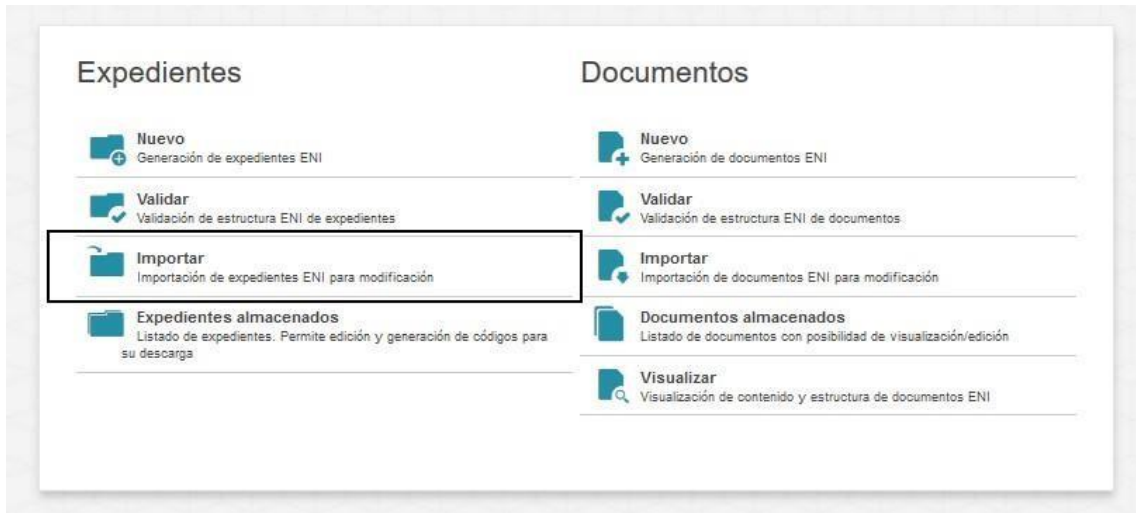 Expedientes
Nuevo
Generación de expedientes ENI
Validar
Validación de estructura ENI de expedientes
Importar
Importación de expedientes ENI para modificación
Expedientes almacenados
Listado de expedientes. Permite edición y generación de códigos para
su descarga
Documentos
Nuevo
Generación de documentos ENI
Validar
Validación de estructura ENI de documentos
Importar
Importación de documentos ENI para modificación
Documentos almacenados
Listado de documentos con posibilidad de visualización/edición
Visualizar
Visualización de contenido y estructura de documentos ENI